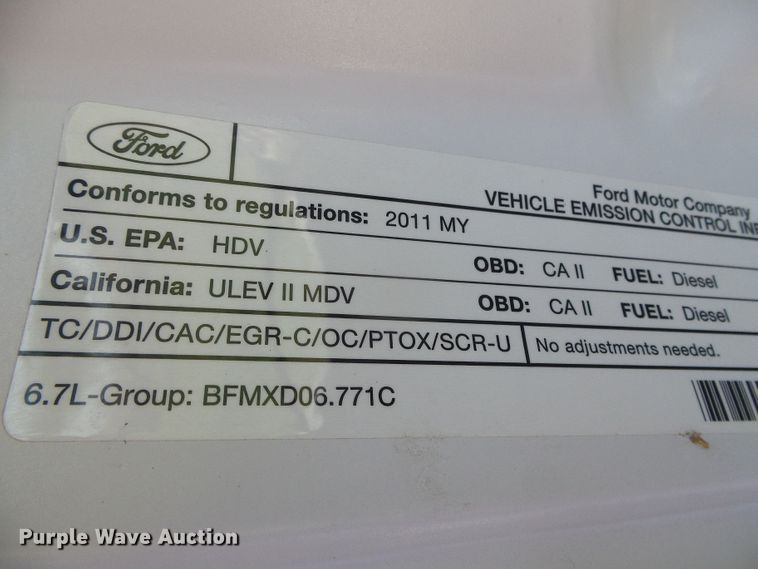 Ford
Ford Motor Company
VEHICLE EMISSION CONTROL
Conforms to regulations: 2011 MY
U.S. EPA: HDV OBD: CA II FUEL: Diesel
California: ULEV II MDV OBD: CA II FUEL: Diesel
TC/DDI/CAC/EGR-C/OC/PTOX/SCR-U No adjustments needed.
6.7L-Group: BFMXD06.771C
Purple Wave Auction